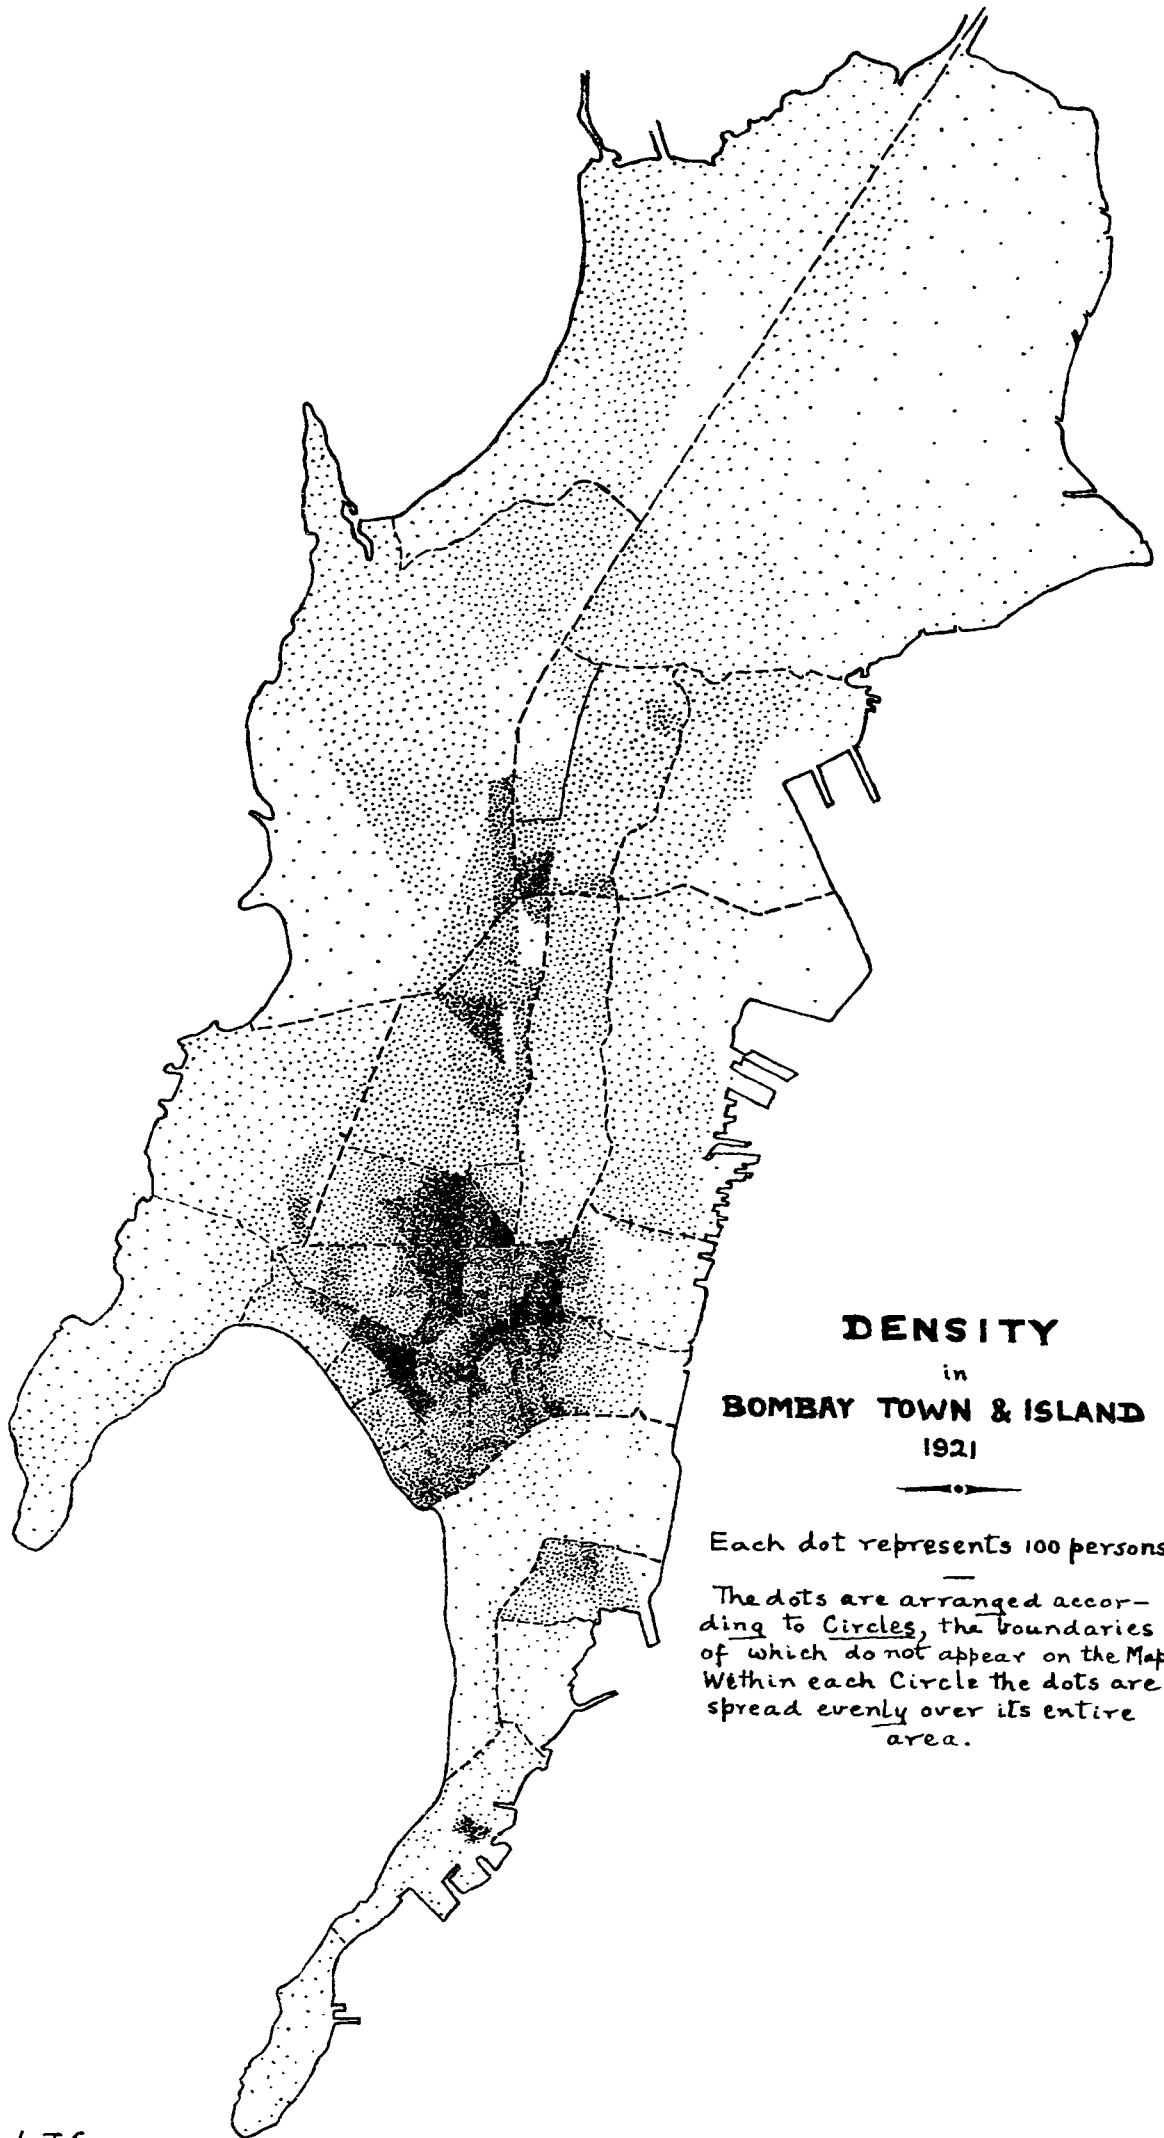 DENSITY
in
BOMBAY TOWN & ISLAND
1921
Each dot represents 100 persons
The dots are arranged accor-
ding to Circles, the boundaries
of which do not appear on the Map
Within each Circle the dots are
spread evenly over its entire
area.